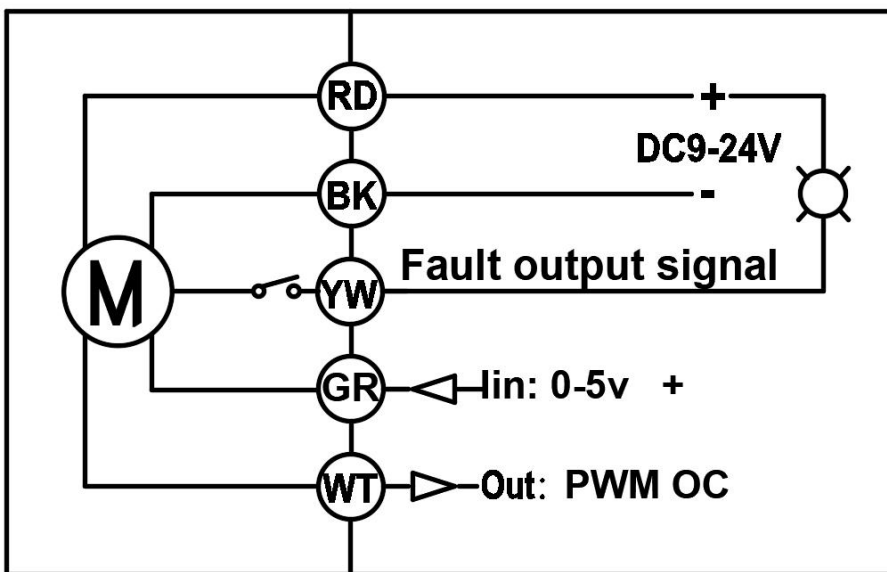 RD
+
DC9-24V
BK
-
M
YW
Fault output signal
GR
Iin: 0-5v +
WT
Out: PWM OC